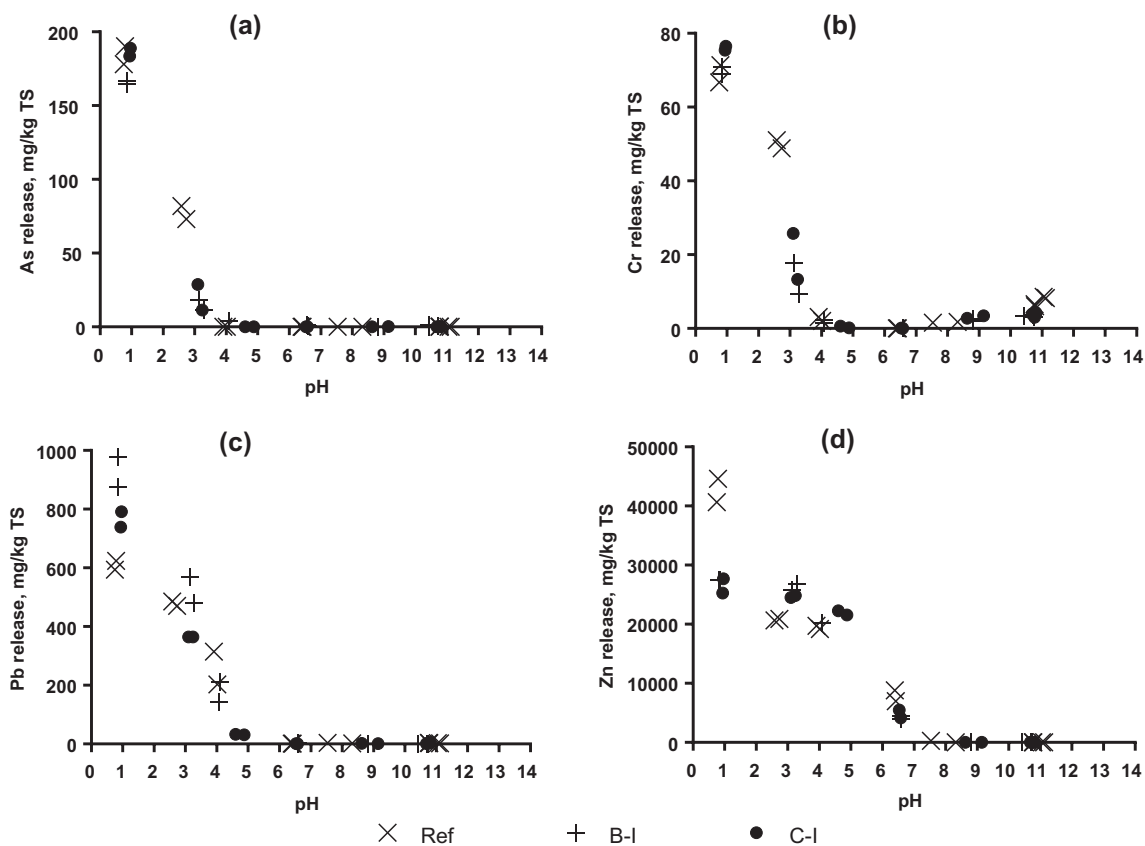 (a)
As release, mg/kg TS
200
150
100
50
0
0 1 2 3 4 5 6 7 8 9 10 11 12 13 14
pH
(b)
Cr release, mg/kg TS
80
60
40
20
0
0 1 2 3 4 5 6 7 8 9 10 11 12 13 14
pH
(c)
Pb release, mg/kg TS
1000
800
600
400
200
0
0 1 2 3 4 5 6 7 8 9 10 11 12 13 14
pH
(d)
Zn release, mg/kg TS
50000
40000
30000
20000
10000
0
0 1 2 3 4 5 6 7 8 9 10 11 12 13 14
pH
Ref B-I C-I